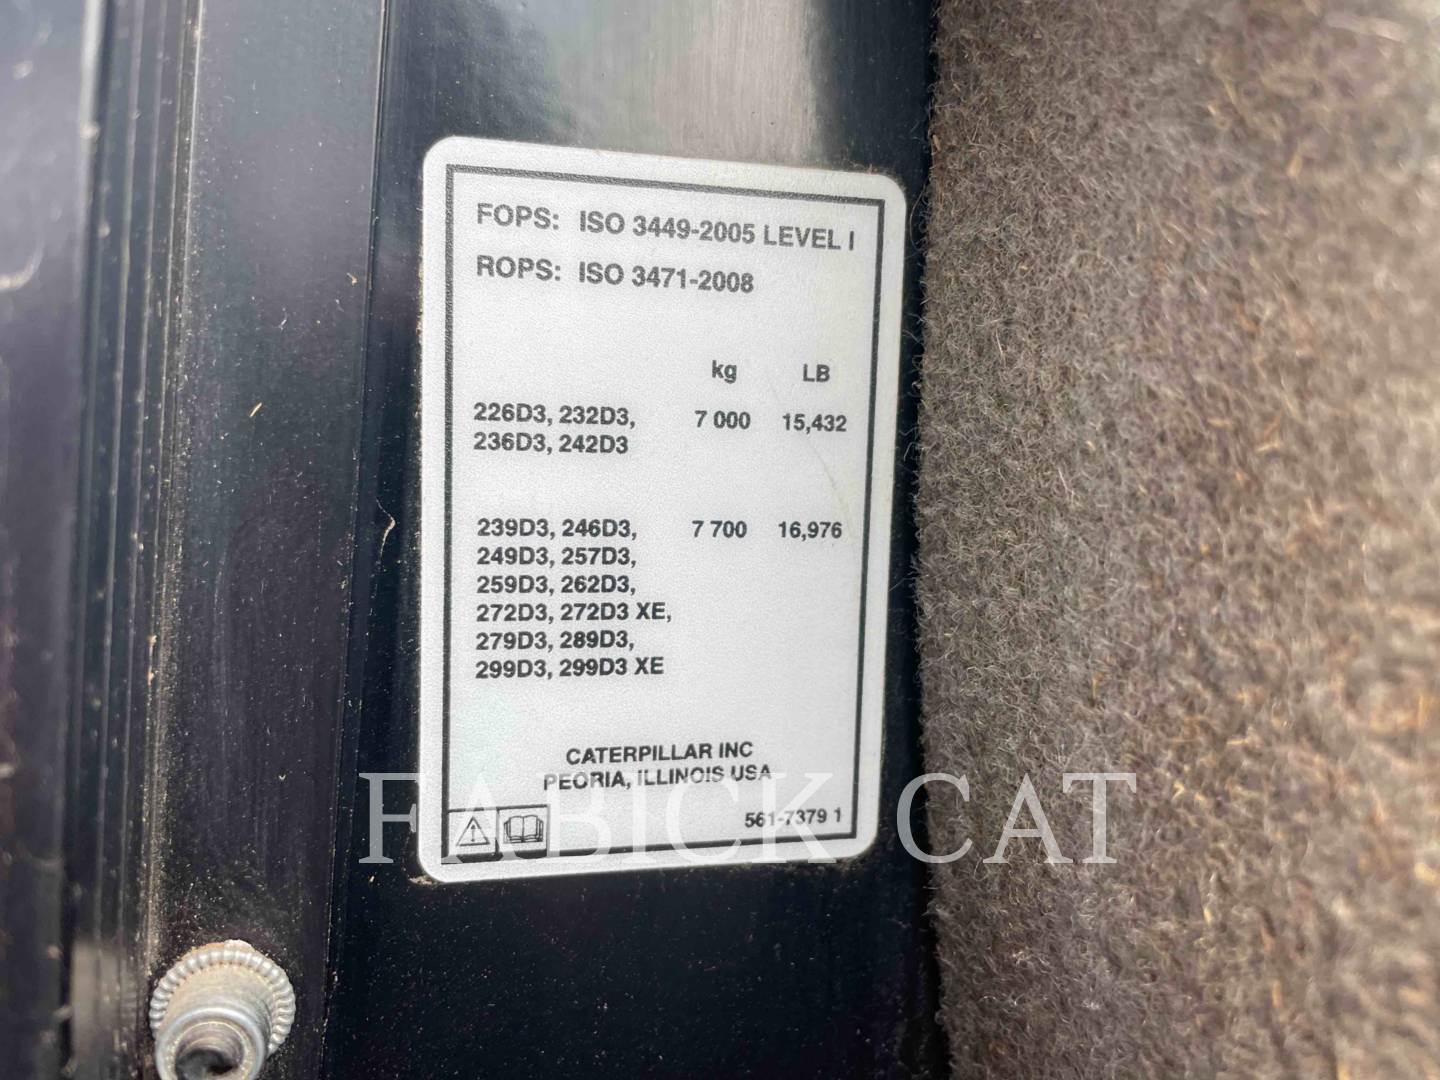 FOPS: ISO 3449-2005 LEVEL I
ROPS: ISO 3471-2008
kg LB
226D3, 232D3, 7 000 15,432
236D3, 242D3
239D3, 246D3, 7 700 16,976
249D3, 257D3,
259D3, 262D3,
272D3, 272D3 XE,
279D3, 289D3,
299D3, 299D3 XE
CATERPILLAR INC
PEORIA, ILLINOIS USA
561-7379 1
FABICK CAT